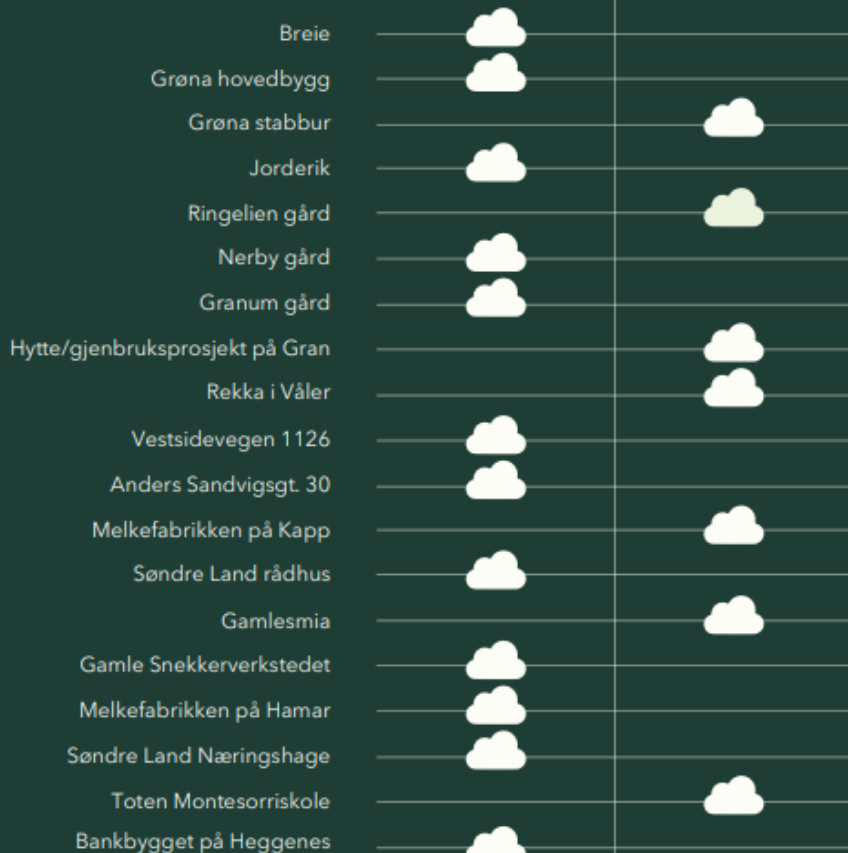 Breie
Grøna hovedbygg
Grøna stabbur
Jorderik
Ringelien gård
Nerby gård
Granum gård
Hytte/gjenbruksprosjekt på Gran
Rekka i Våler
Vestsidevegen 1126
Anders Sandvigsgt. 30
Melkefabrikken på Kapp
Søndre Land rådhus
Gamlesmia
Gamle Snekkerverkstedet
Melkefabrikken på Hamar
Søndre Land Næringshage
Toten Montesorriskole
Bankbygget på Heggenes